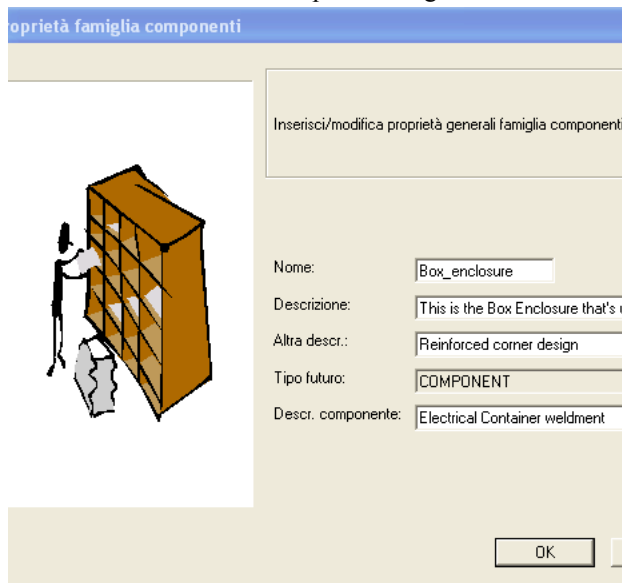 oprietà famiglia componenti
Inserisci/modifica proprietà generali famiglia componenti
Nome: Box_enclosure
Descrizione: This is the Box Enclosure that's
Altra descr.: Reinforced corner design
Tipo futuro: COMPONENT
Descr. componente: Electrical Container weldment
OK